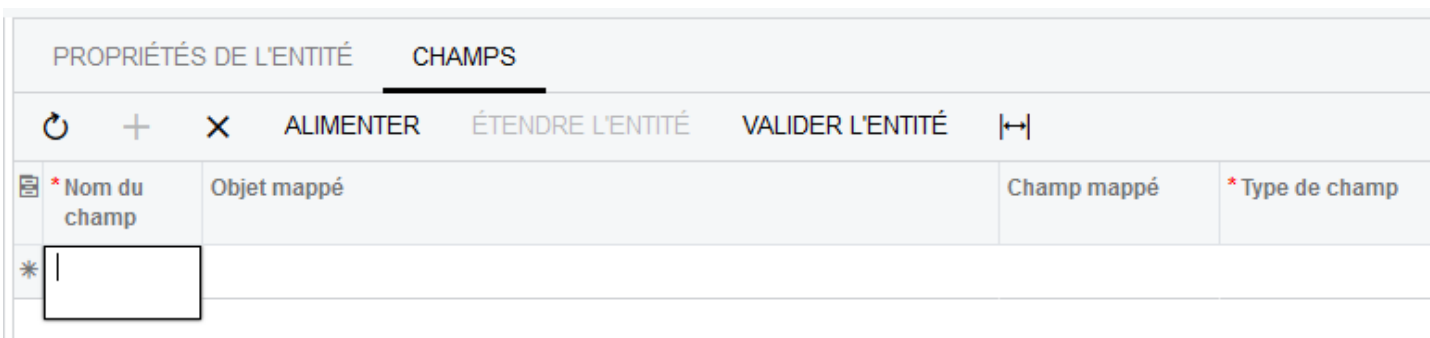 PROPRIÉTÉS DE L'ENTITÉ CHAMPS
ALIMENTER ÉTENDRE L'ENTITÉ VALIDER L'ENTITÉ
* Nom du champ Objet mappé Champ mappé * Type de champ